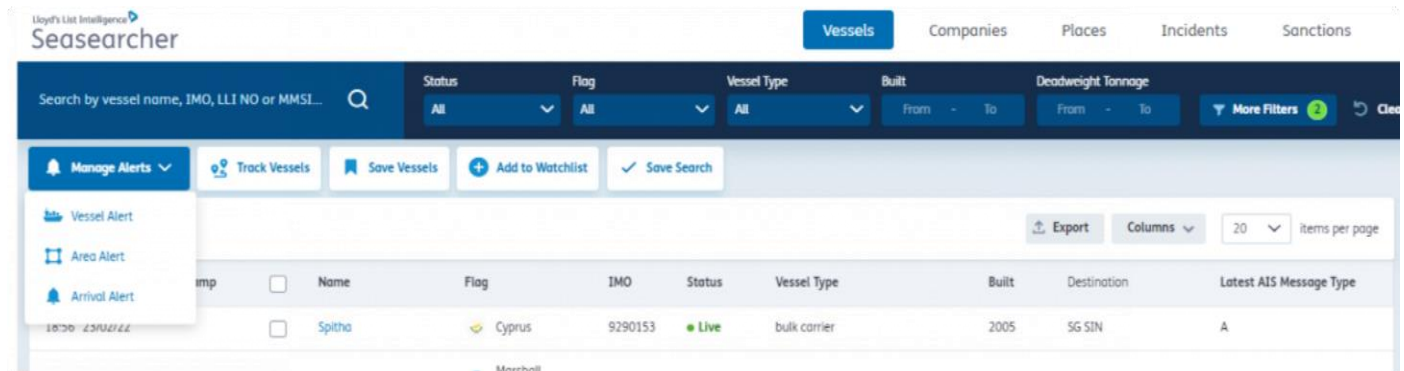 Lloyd's List Intelligence
Seasearcher
Vessels Companies Places Incidents Sanctions
Status Flag Vessel Type Built Deadweight Tonnage
Search by vessel name, IMO, LLI NO or MMSI... All All All From - To From - To More Filters 2 Clea
Manage Alerts Track Vessels Save Vessels Add to Watchlist Save Search
Vessel Alert
Export Columns 20 items per page
Area Alert
amp Name Flag IMO Status Vessel Type Built Destination Latest AIS Message Type
Arrival Alert
18:56 23/02/22 Spitha Cyprus 9290153 Live bulk carrier 2005 SG SIN A
Marshall